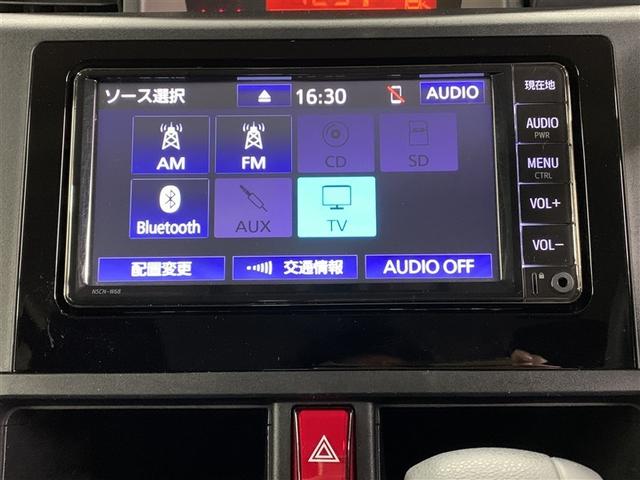 ソース選択
16:30
AUDIO
AM
FM
CD
SD
Bluetooth
AUX
TV
配置変更
交通情報
AUDIO OFF
現在地
AUDIO
PWR
MENU
CTRL
VOL+
VOL-
NSCN-W68